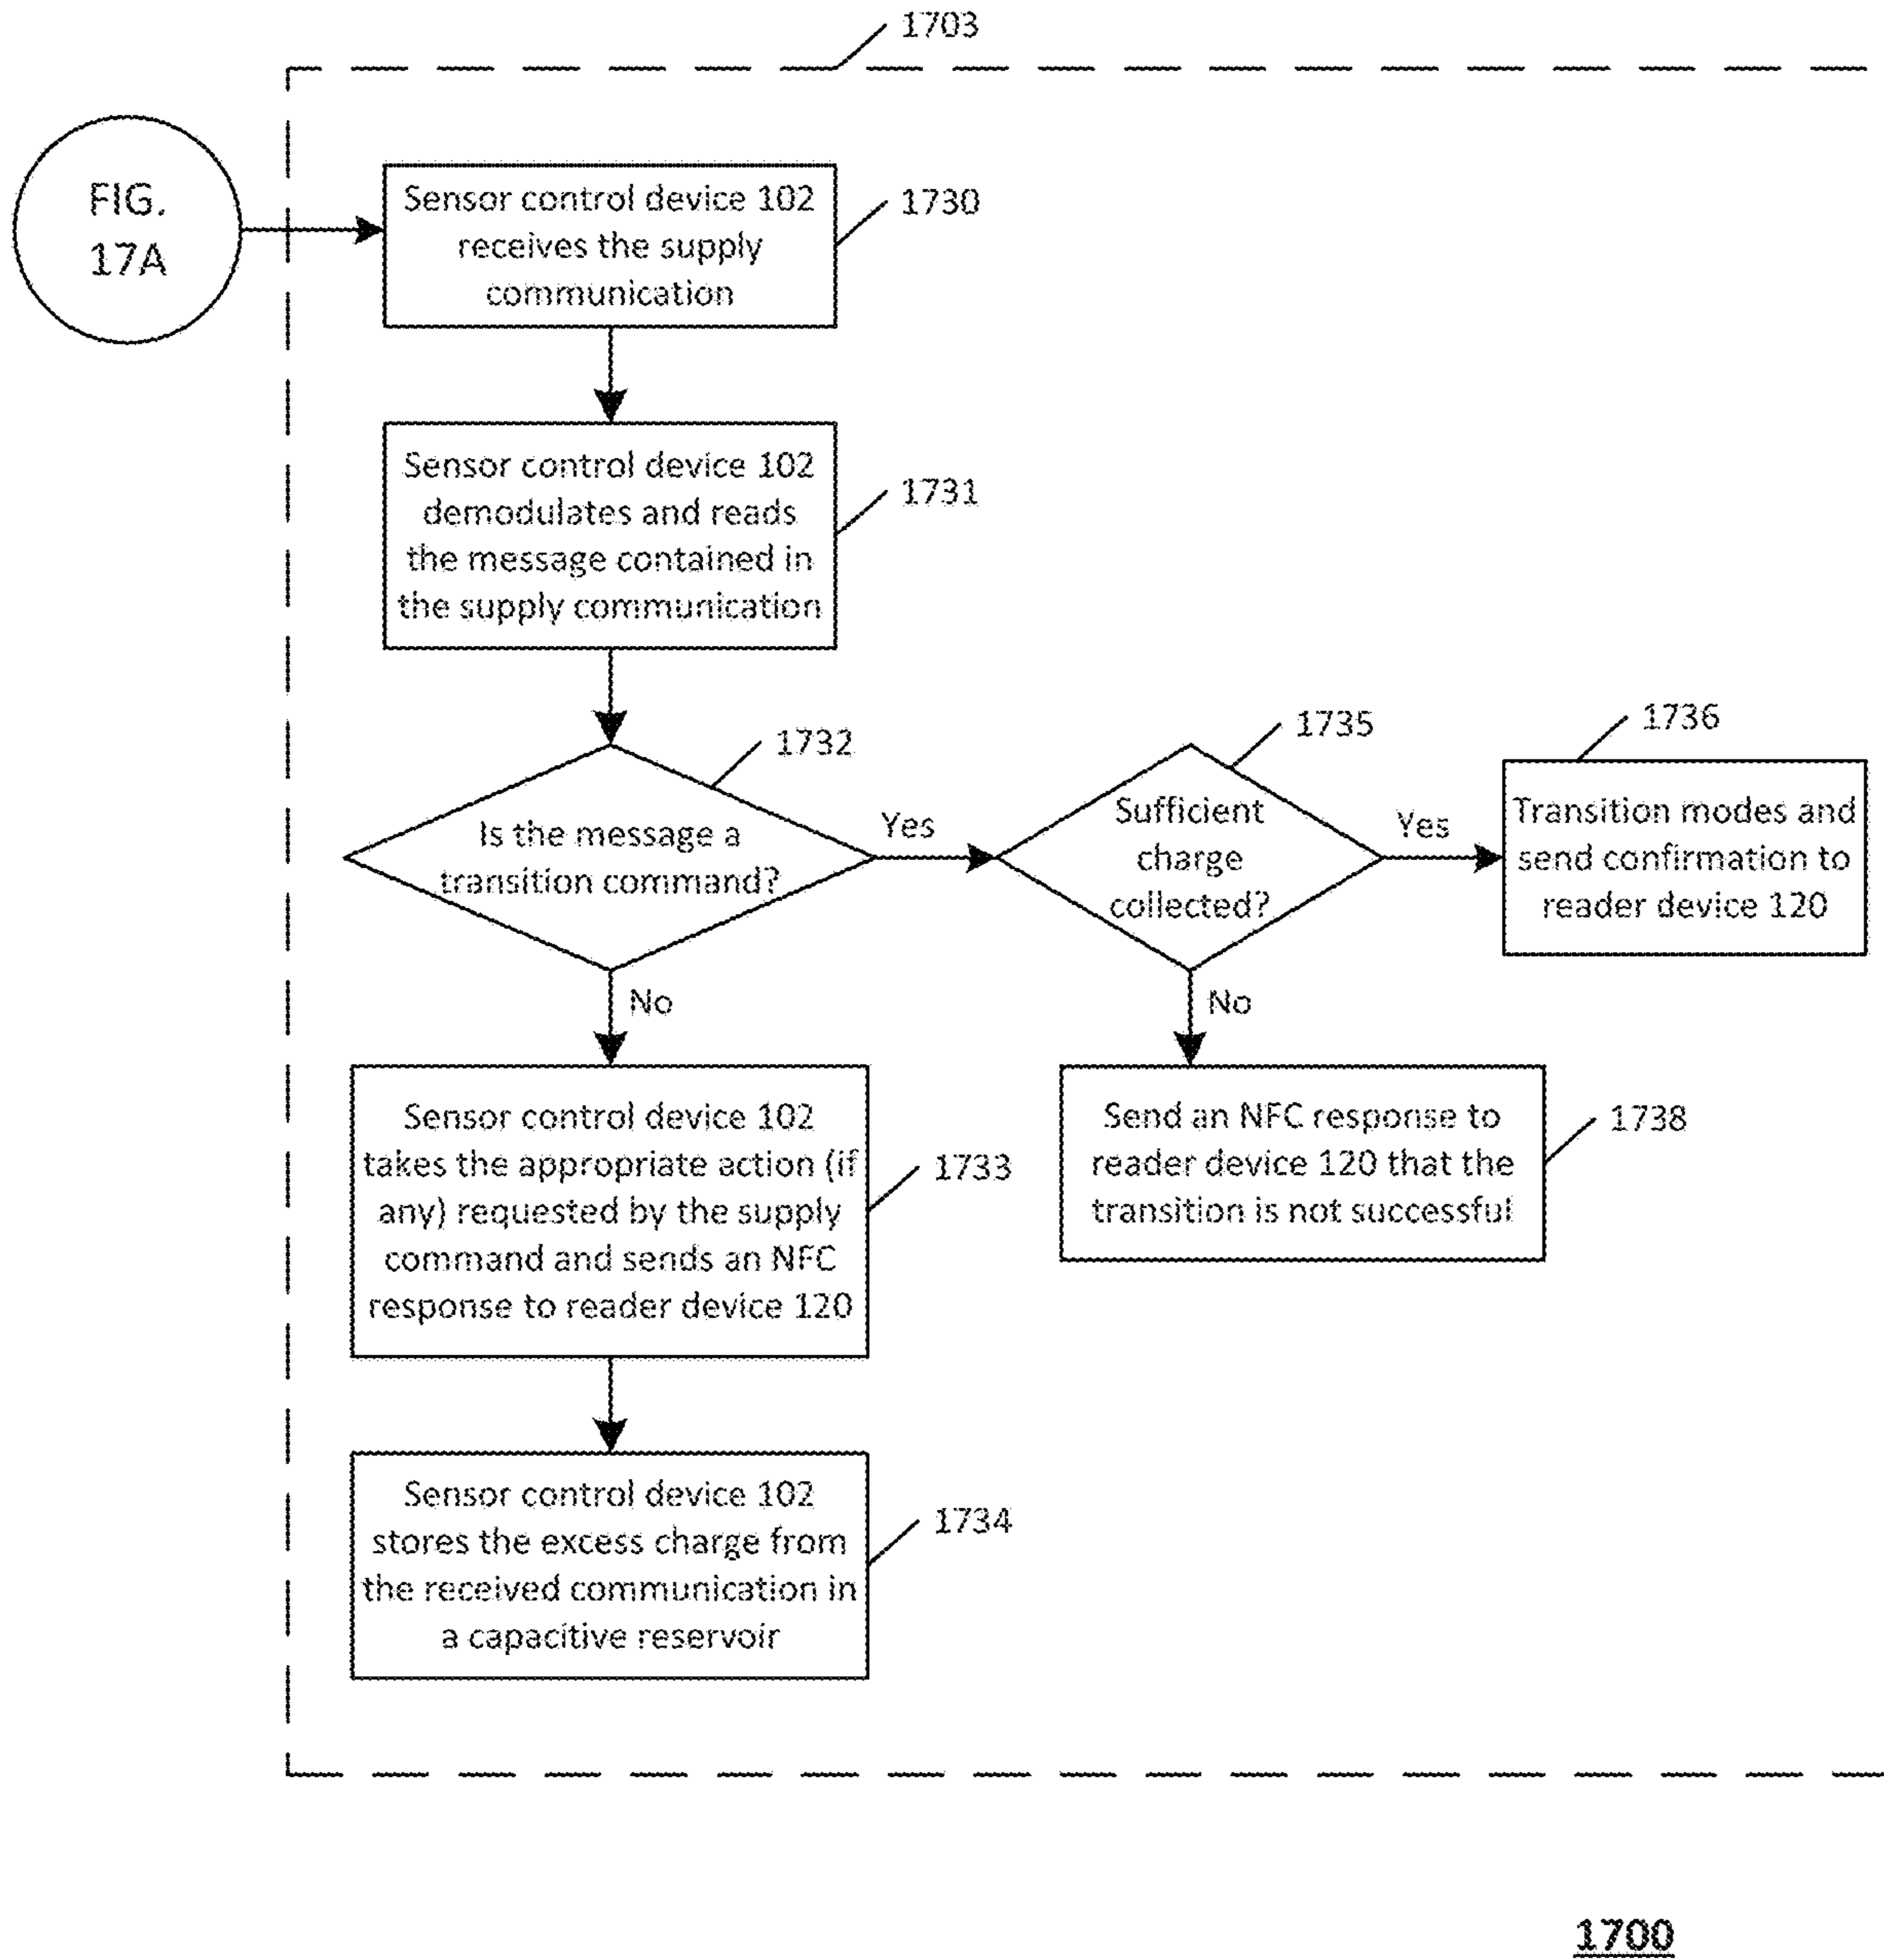 1703
FIG.
17A
Sensor control device 102
receives the supply
communication
1730
Sensor control device 102
demodulates and reads
the message contained in
the supply communication
1731
Is the message a
transition command?
1732
Yes
Sufficient
charge
collected?
1735
Yes
Transition modes and
send confirmation to
reader device 120
1736
No
No
Sensor control device 102
takes the appropriate action (if
any) requested by the supply
command and sends an NFC
response to reader device 120
1733
Send an NFC response to
reader device 120 that the
transition is not successful
1738
Sensor control device 102
stores the excess charge from
the received communication in
a capacitive reservoir
1734
1700